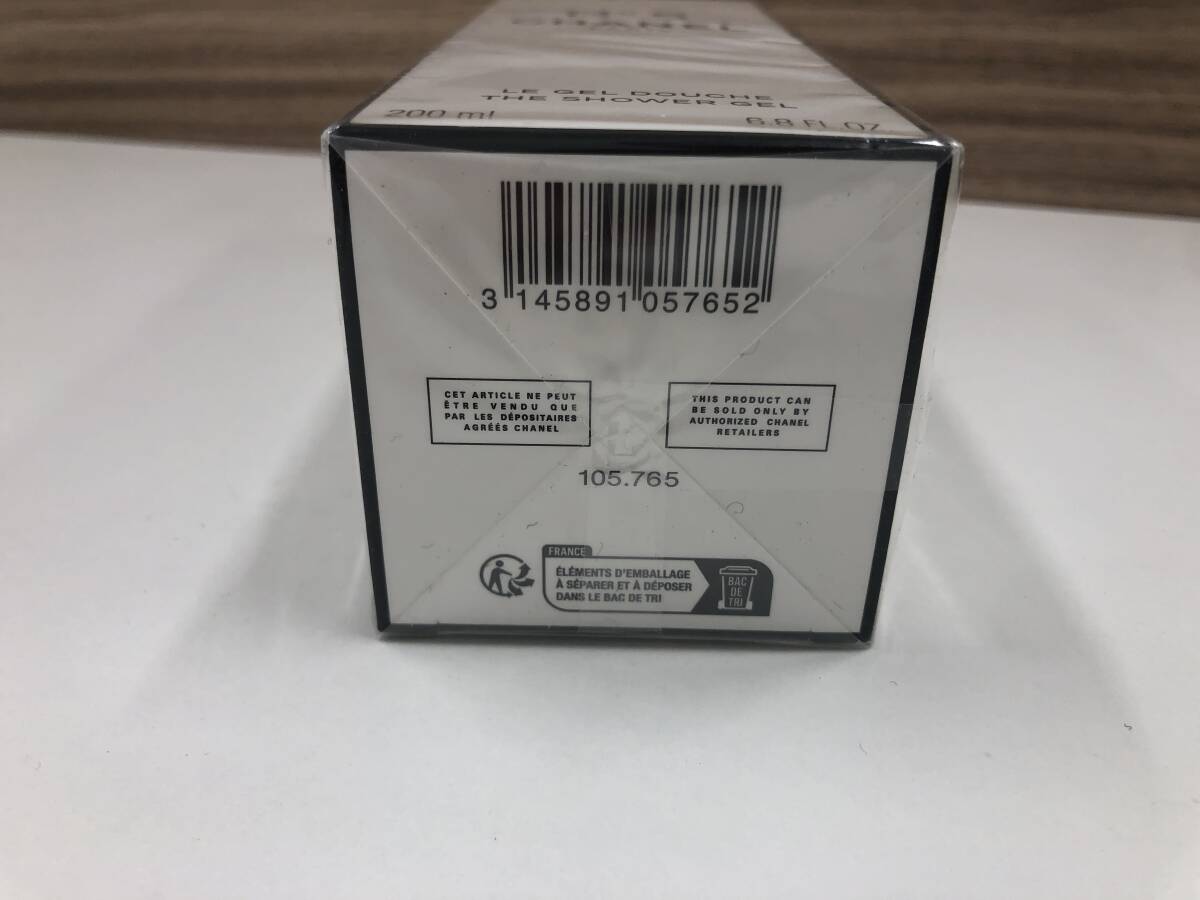 CHANEL
LE GEL DOUCHE
THE SHOWER GEL
200 ml
6.8 FL. OZ
3 145891 057652
CET ARTICLE NE PEUT
ÊTRE VENDU QUE
PAR LES DÉPOSITAIRES
AGRÉÉS CHANEL
THIS PRODUCT CAN
BE SOLD ONLY BY
AUTHORIZED CHANEL
RETAILERS
105.765
FRANCE
ÉLÉMENTS D'EMBALLAGE
À SÉPARER ET À DÉPOSER
DANS LE BAC DE TRI
BAC
DE
TRI